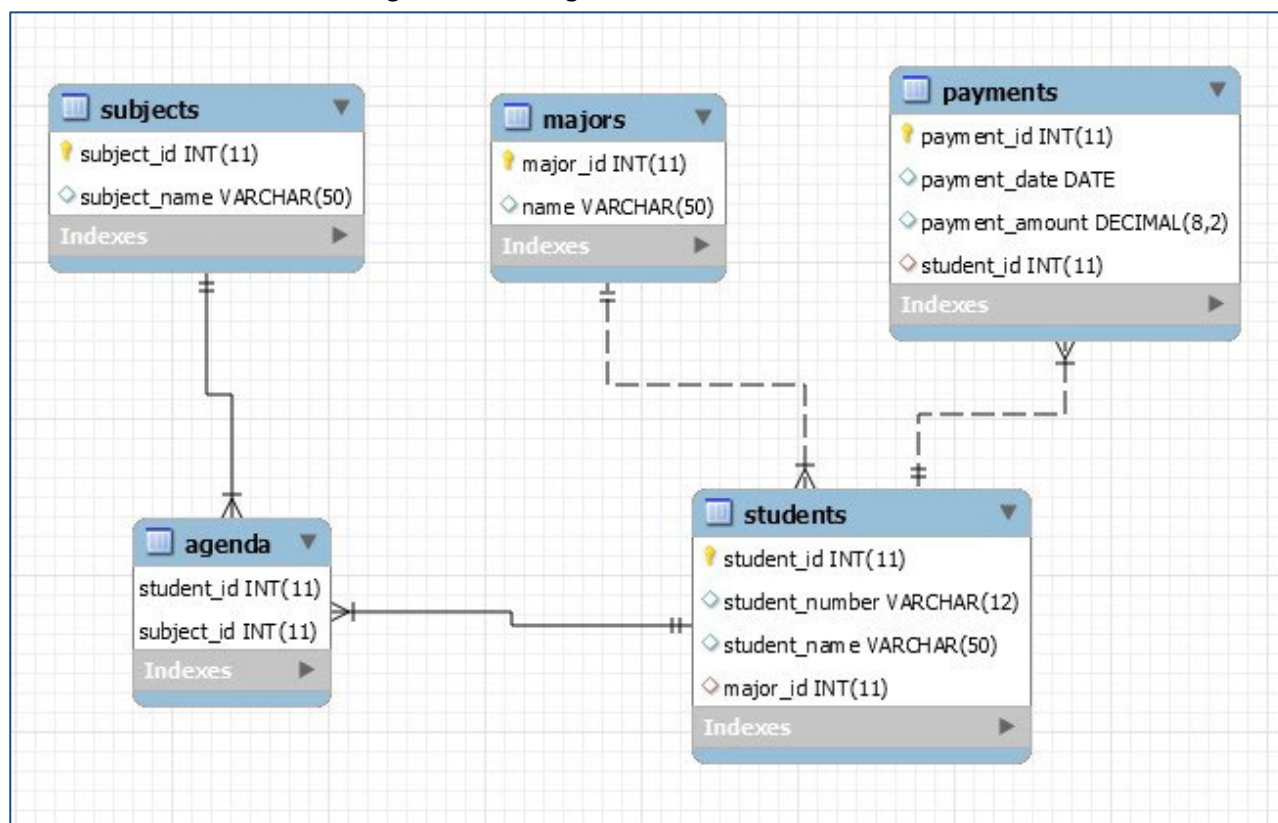 subjects
subject_id INT(11)
subject_name VARCHAR(50)
Indexes
majors
major_id INT(11)
name VARCHAR(50)
Indexes
payments
payment_id INT(11)
payment_date DATE
payment_amount DECIMAL(8,2)
student_id INT(11)
Indexes
agenda
student_id INT(11)
subject_id INT(11)
Indexes
students
student_id INT(11)
student_number VARCHAR(12)
student_name VARCHAR(50)
major_id INT(11)
Indexes